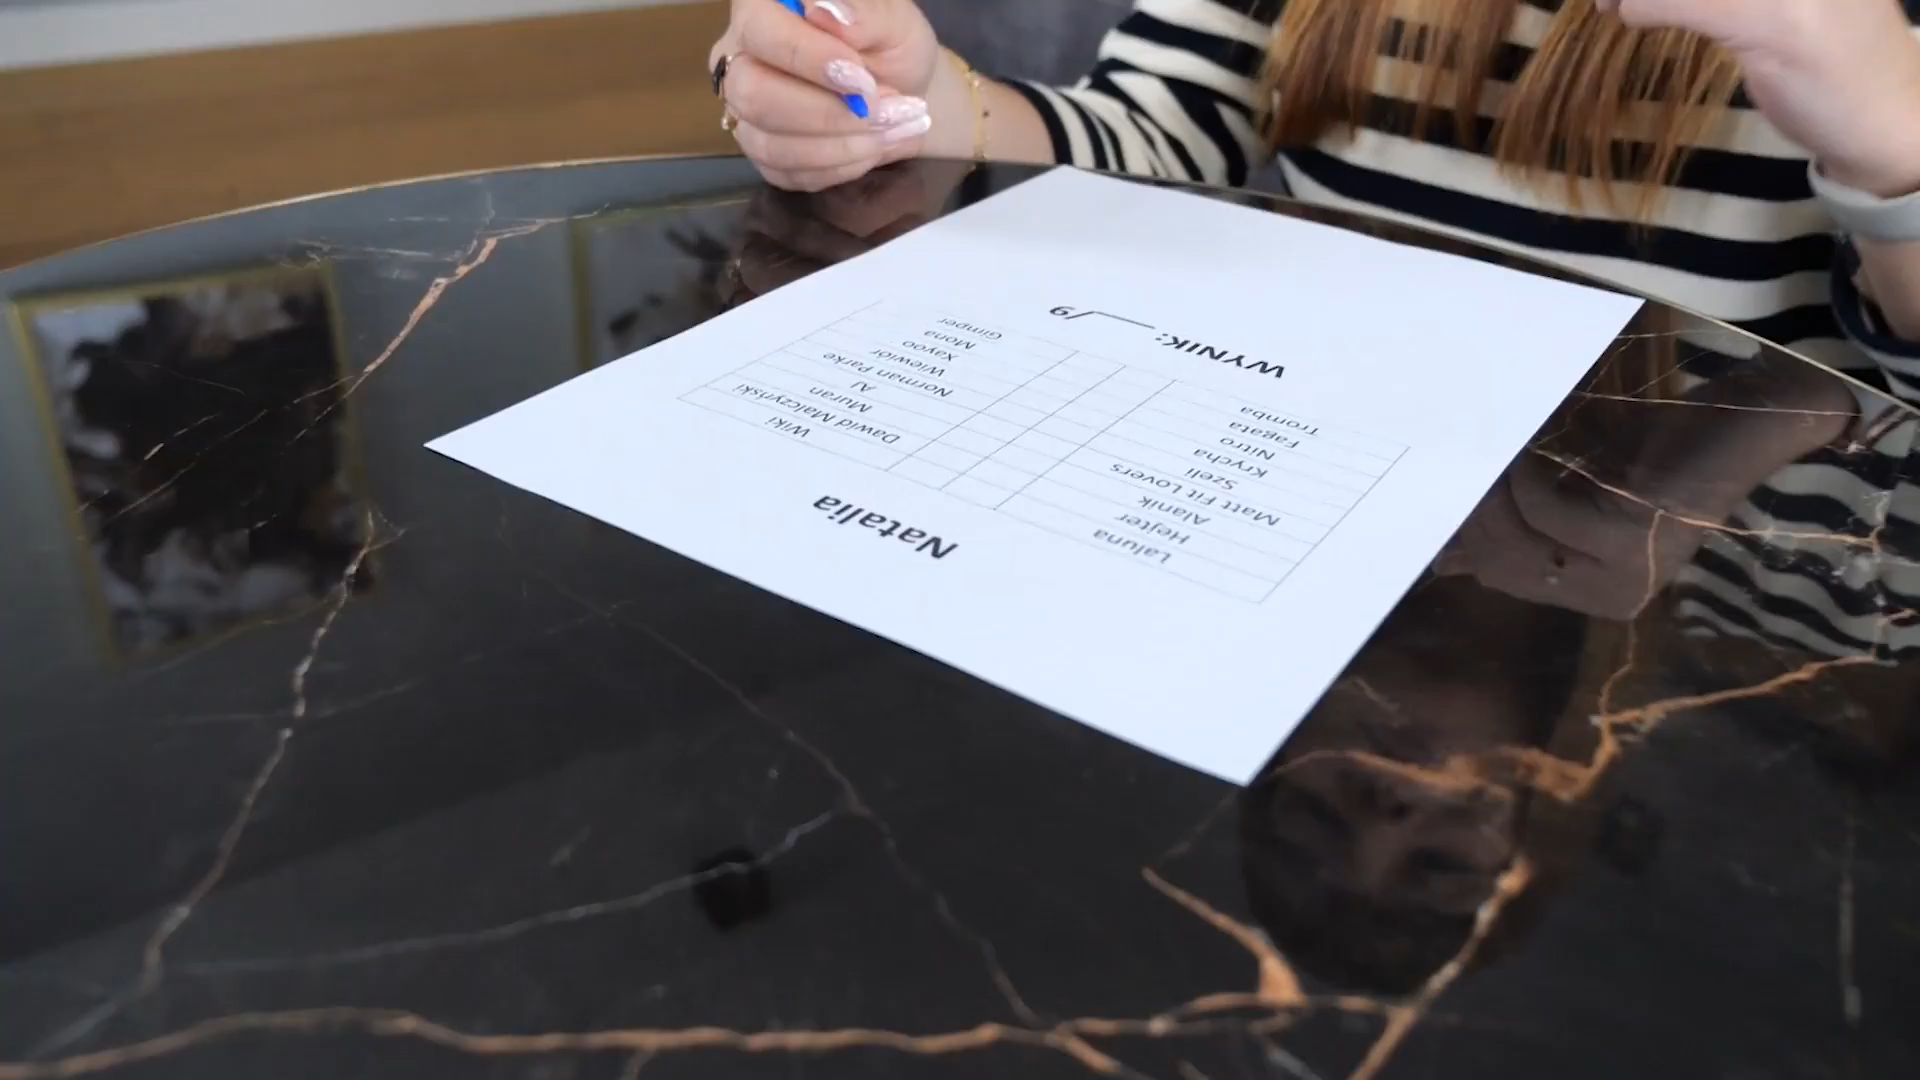 Natalia
Laluna Wiki
Hejter Dawid Malczyński
Alanik Muran
Matt Fit Lovers AJ
Szeli Norman Parke
Krycha Wiewiór
Nitro Xayoo
Fagata Mona
Tromba Gimper
WYNIK: ___/9